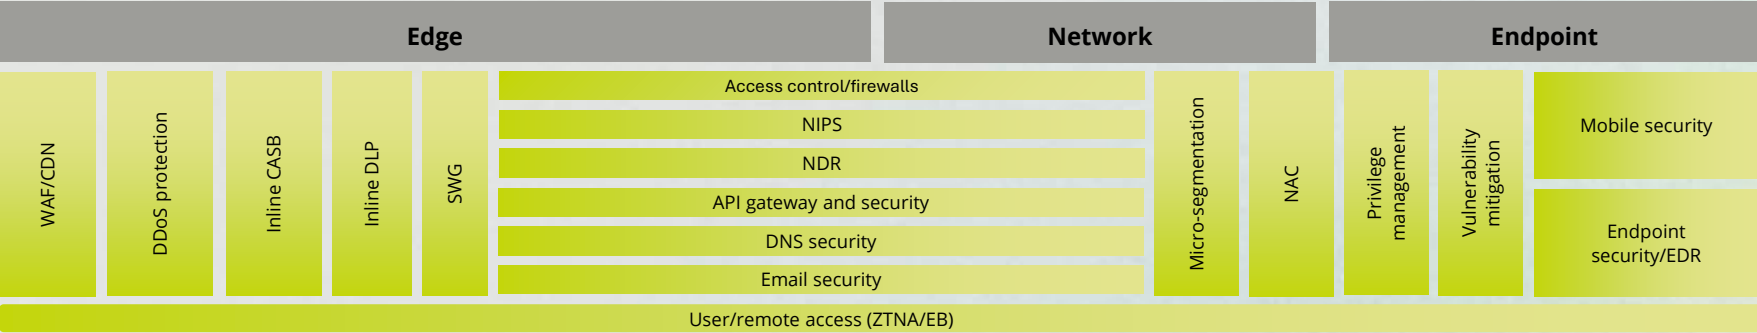 Edge
Network
Endpoint
WAF/CDN
DDoS protection
Inline CASB
Inline DLP
SWG
Access control/firewalls
NIPS
NDR
API gateway and security
DNS security
Email security
Micro-segmentation
NAC
Privilege
management
Vulnerability
mitigation
Mobile security
Endpoint
security/EDR
User/remote access (ZTNA/EB)